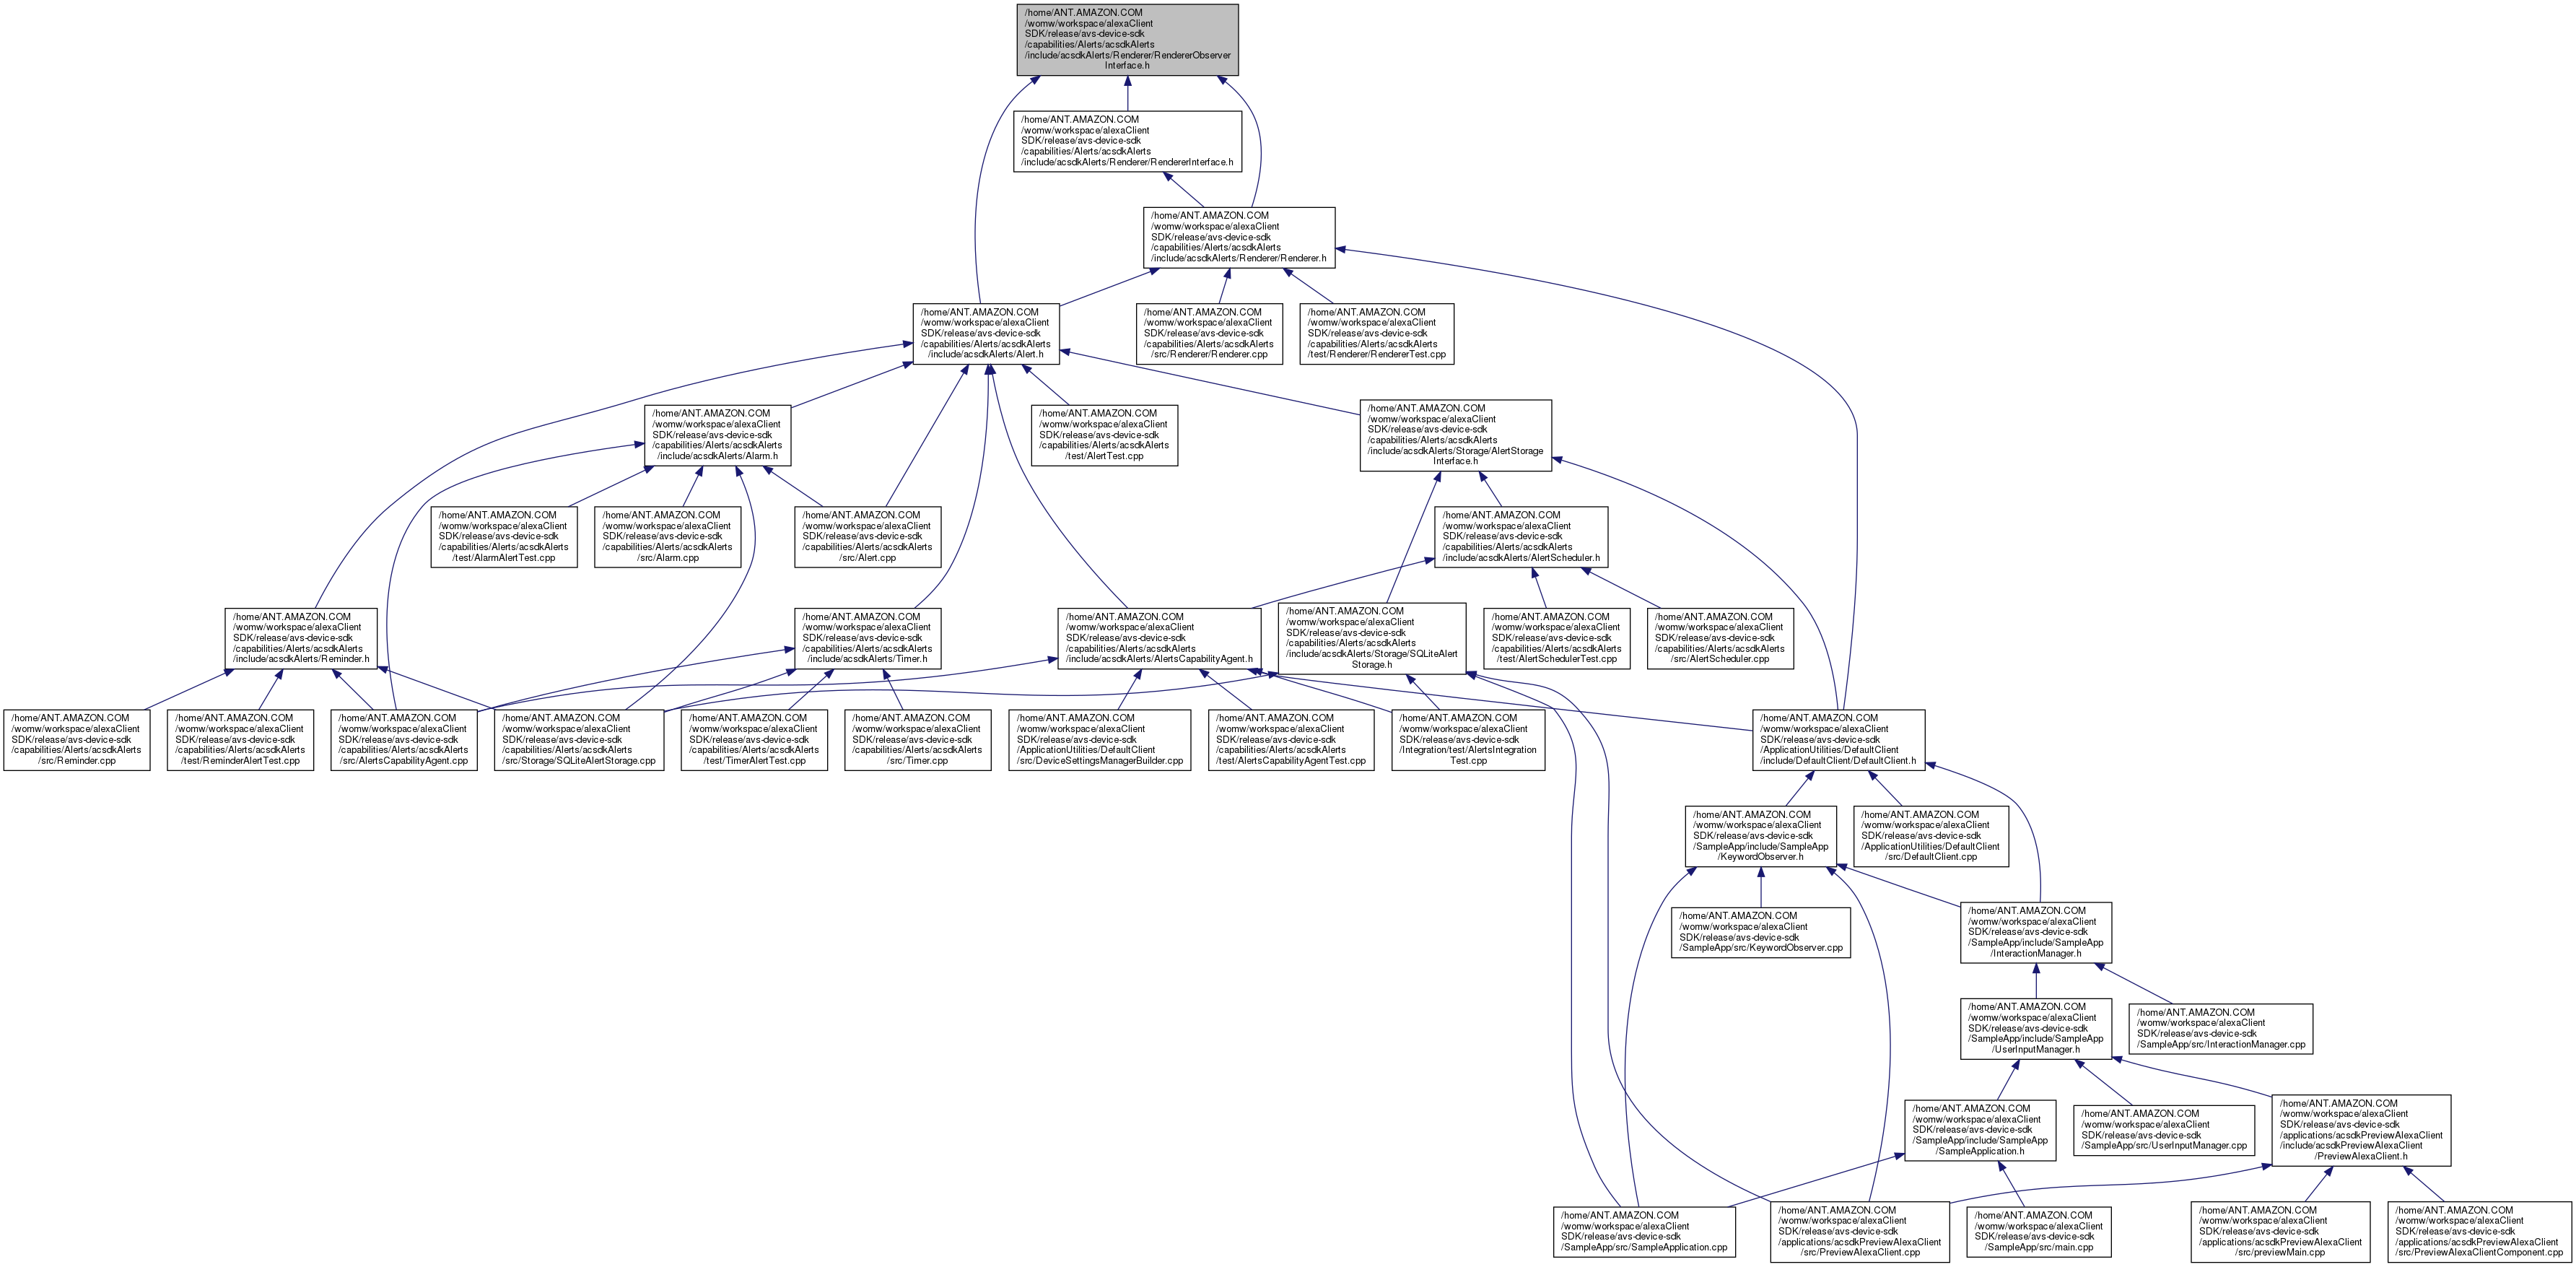 /home/ANT.AMAZON.COM
/womw/workspace/alexaClient
SDK/release/avs-device-sdk
/capabilities/Alerts/acsdkAlerts
/include/acsdkAlerts/Renderer/RendererObserver
Interface.h
/home/ANT.AMAZON.COM
/womw/workspace/alexaClient
SDK/release/avs-device-sdk
/capabilities/Alerts/acsdkAlerts
/include/acsdkAlerts/Renderer/RendererInterface.h
/home/ANT.AMAZON.COM
/womw/workspace/alexaClient
SDK/release/avs-device-sdk
/capabilities/Alerts/acsdkAlerts
/include/acsdkAlerts/Renderer/Renderer.h
/home/ANT.AMAZON.COM
/womw/workspace/alexaClient
SDK/release/avs-device-sdk
/capabilities/Alerts/acsdkAlerts
/include/acsdkAlerts/Alert.h
/home/ANT.AMAZON.COM
/womw/workspace/alexaClient
SDK/release/avs-device-sdk
/capabilities/Alerts/acsdkAlerts
/src/Renderer/Renderer.cpp
/home/ANT.AMAZON.COM
/womw/workspace/alexaClient
SDK/release/avs-device-sdk
/capabilities/Alerts/acsdkAlerts
/test/Renderer/RendererTest.cpp
/home/ANT.AMAZON.COM
/womw/workspace/alexaClient
SDK/release/avs-device-sdk
/capabilities/Alerts/acsdkAlerts
/include/acsdkAlerts/Alarm.h
/home/ANT.AMAZON.COM
/womw/workspace/alexaClient
SDK/release/avs-device-sdk
/capabilities/Alerts/acsdkAlerts
/test/AlertTest.cpp
/home/ANT.AMAZON.COM
/womw/workspace/alexaClient
SDK/release/avs-device-sdk
/capabilities/Alerts/acsdkAlerts
/include/acsdkAlerts/Storage/AlertStorage
Interface.h
/home/ANT.AMAZON.COM
/womw/workspace/alexaClient
SDK/release/avs-device-sdk
/capabilities/Alerts/acsdkAlerts
/test/AlarmAlertTest.cpp
/home/ANT.AMAZON.COM
/womw/workspace/alexaClient
SDK/release/avs-device-sdk
/capabilities/Alerts/acsdkAlerts
/src/Alarm.cpp
/home/ANT.AMAZON.COM
/womw/workspace/alexaClient
SDK/release/avs-device-sdk
/capabilities/Alerts/acsdkAlerts
/src/Alert.cpp
/home/ANT.AMAZON.COM
/womw/workspace/alexaClient
SDK/release/avs-device-sdk
/capabilities/Alerts/acsdkAlerts
/include/acsdkAlerts/AlertScheduler.h
/home/ANT.AMAZON.COM
/womw/workspace/alexaClient
SDK/release/avs-device-sdk
/capabilities/Alerts/acsdkAlerts
/include/acsdkAlerts/Reminder.h
/home/ANT.AMAZON.COM
/womw/workspace/alexaClient
SDK/release/avs-device-sdk
/capabilities/Alerts/acsdkAlerts
/include/acsdkAlerts/Timer.h
/home/ANT.AMAZON.COM
/womw/workspace/alexaClient
SDK/release/avs-device-sdk
/capabilities/Alerts/acsdkAlerts
/include/acsdkAlerts/AlertsCapabilityAgent.h
/home/ANT.AMAZON.COM
/womw/workspace/alexaClient
SDK/release/avs-device-sdk
/capabilities/Alerts/acsdkAlerts
/include/acsdkAlerts/Storage/SQLiteAlert
Storage.h
/home/ANT.AMAZON.COM
/womw/workspace/alexaClient
SDK/release/avs-device-sdk
/capabilities/Alerts/acsdkAlerts
/test/AlertSchedulerTest.cpp
/home/ANT.AMAZON.COM
/womw/workspace/alexaClient
SDK/release/avs-device-sdk
/capabilities/Alerts/acsdkAlerts
/src/AlertScheduler.cpp
/home/ANT.AMAZON.COM
/womw/workspace/alexaClient
SDK/release/avs-device-sdk
/capabilities/Alerts/acsdkAlerts
/src/Reminder.cpp
/home/ANT.AMAZON.COM
/womw/workspace/alexaClient
SDK/release/avs-device-sdk
/capabilities/Alerts/acsdkAlerts
/test/ReminderAlertTest.cpp
/home/ANT.AMAZON.COM
/womw/workspace/alexaClient
SDK/release/avs-device-sdk
/capabilities/Alerts/acsdkAlerts
/src/AlertsCapabilityAgent.cpp
/home/ANT.AMAZON.COM
/womw/workspace/alexaClient
SDK/release/avs-device-sdk
/capabilities/Alerts/acsdkAlerts
/src/Storage/SQLiteAlertStorage.cpp
/home/ANT.AMAZON.COM
/womw/workspace/alexaClient
SDK/release/avs-device-sdk
/capabilities/Alerts/acsdkAlerts
/test/TimerAlertTest.cpp
/home/ANT.AMAZON.COM
/womw/workspace/alexaClient
SDK/release/avs-device-sdk
/capabilities/Alerts/acsdkAlerts
/src/Timer.cpp
/home/ANT.AMAZON.COM
/womw/workspace/alexaClient
SDK/release/avs-device-sdk
/ApplicationUtilities/DefaultClient
/src/DeviceSettingsManagerBuilder.cpp
/home/ANT.AMAZON.COM
/womw/workspace/alexaClient
SDK/release/avs-device-sdk
/capabilities/Alerts/acsdkAlerts
/test/AlertsCapabilityAgentTest.cpp
/home/ANT.AMAZON.COM
/womw/workspace/alexaClient
SDK/release/avs-device-sdk
/Integration/test/AlertsIntegration
Test.cpp
/home/ANT.AMAZON.COM
/womw/workspace/alexaClient
SDK/release/avs-device-sdk
/ApplicationUtilities/DefaultClient
/include/DefaultClient/DefaultClient.h
/home/ANT.AMAZON.COM
/womw/workspace/alexaClient
SDK/release/avs-device-sdk
/SampleApp/include/SampleApp
/KeywordObserver.h
/home/ANT.AMAZON.COM
/womw/workspace/alexaClient
SDK/release/avs-device-sdk
/ApplicationUtilities/DefaultClient
/src/DefaultClient.cpp
/home/ANT.AMAZON.COM
/womw/workspace/alexaClient
SDK/release/avs-device-sdk
/SampleApp/src/KeywordObserver.cpp
/home/ANT.AMAZON.COM
/womw/workspace/alexaClient
SDK/release/avs-device-sdk
/SampleApp/include/SampleApp
/InteractionManager.h
/home/ANT.AMAZON.COM
/womw/workspace/alexaClient
SDK/release/avs-device-sdk
/SampleApp/include/SampleApp
/UserInputManager.h
/home/ANT.AMAZON.COM
/womw/workspace/alexaClient
SDK/release/avs-device-sdk
/SampleApp/src/InteractionManager.cpp
/home/ANT.AMAZON.COM
/womw/workspace/alexaClient
SDK/release/avs-device-sdk
/SampleApp/include/SampleApp
/SampleApplication.h
/home/ANT.AMAZON.COM
/womw/workspace/alexaClient
SDK/release/avs-device-sdk
/SampleApp/src/UserInputManager.cpp
/home/ANT.AMAZON.COM
/womw/workspace/alexaClient
SDK/release/avs-device-sdk
/applications/acsdkPreviewAlexaClient
/include/acsdkPreviewAlexaClient
/PreviewAlexaClient.h
/home/ANT.AMAZON.COM
/womw/workspace/alexaClient
SDK/release/avs-device-sdk
/SampleApp/src/SampleApplication.cpp
/home/ANT.AMAZON.COM
/womw/workspace/alexaClient
SDK/release/avs-device-sdk
/applications/acsdkPreviewAlexaClient
/src/PreviewAlexaClient.cpp
/home/ANT.AMAZON.COM
/womw/workspace/alexaClient
SDK/release/avs-device-sdk
/SampleApp/src/main.cpp
/home/ANT.AMAZON.COM
/womw/workspace/alexaClient
SDK/release/avs-device-sdk
/applications/acsdkPreviewAlexaClient
/src/previewMain.cpp
/home/ANT.AMAZON.COM
/womw/workspace/alexaClient
SDK/release/avs-device-sdk
/applications/acsdkPreviewAlexaClient
/src/PreviewAlexaClientComponent.cpp